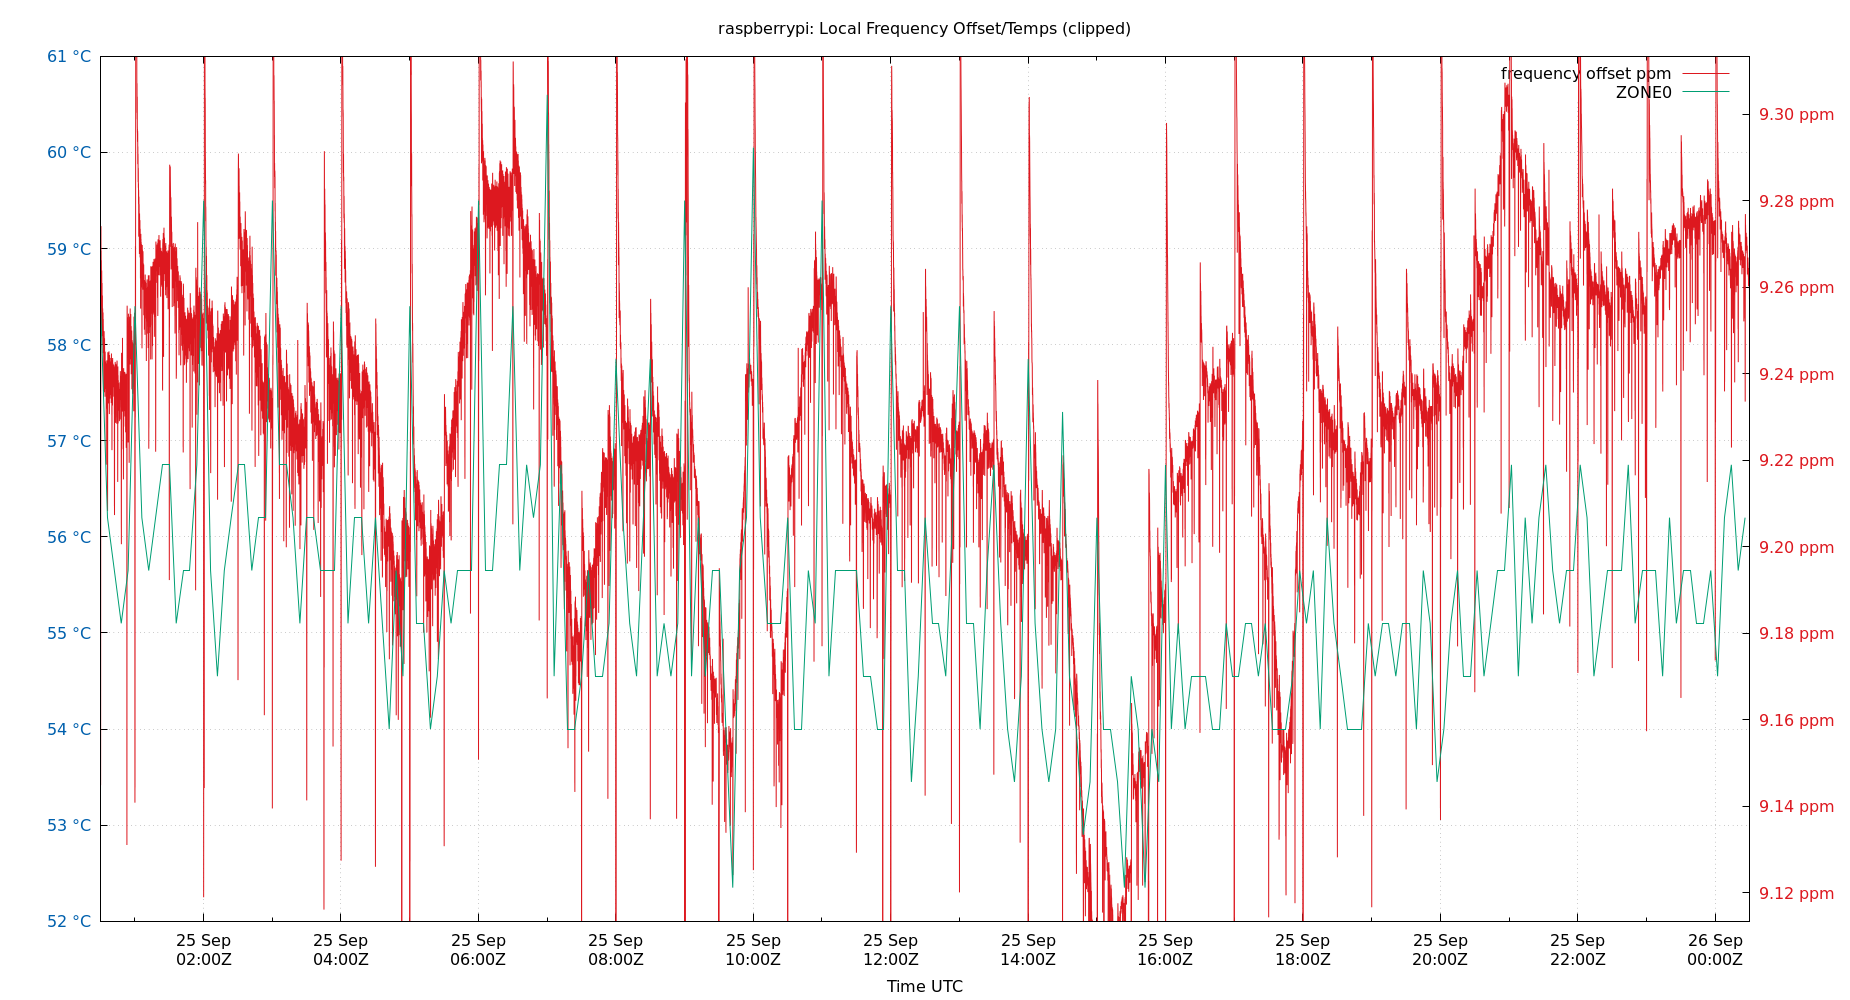 raspberrypi: Local Frequency Offset/Temps (clipped)
61 °C
60 °C
59 °C
58 °C
57 °C
56 °C
55 °C
54 °C
53 °C
52 °C
frequency offset ppm
ZONE0
9.30 ppm
9.28 ppm
9.26 ppm
9.24 ppm
9.22 ppm
9.20 ppm
9.18 ppm
9.16 ppm
9.14 ppm
9.12 ppm
25 Sep 25 Sep 25 Sep 25 Sep 25 Sep 25 Sep 25 Sep 25 Sep 25 Sep 25 Sep 25 Sep 26 Sep
02:00Z 04:00Z 06:00Z 08:00Z 10:00Z 12:00Z 14:00Z 16:00Z 18:00Z 20:00Z 22:00Z 00:00Z
Time UTC